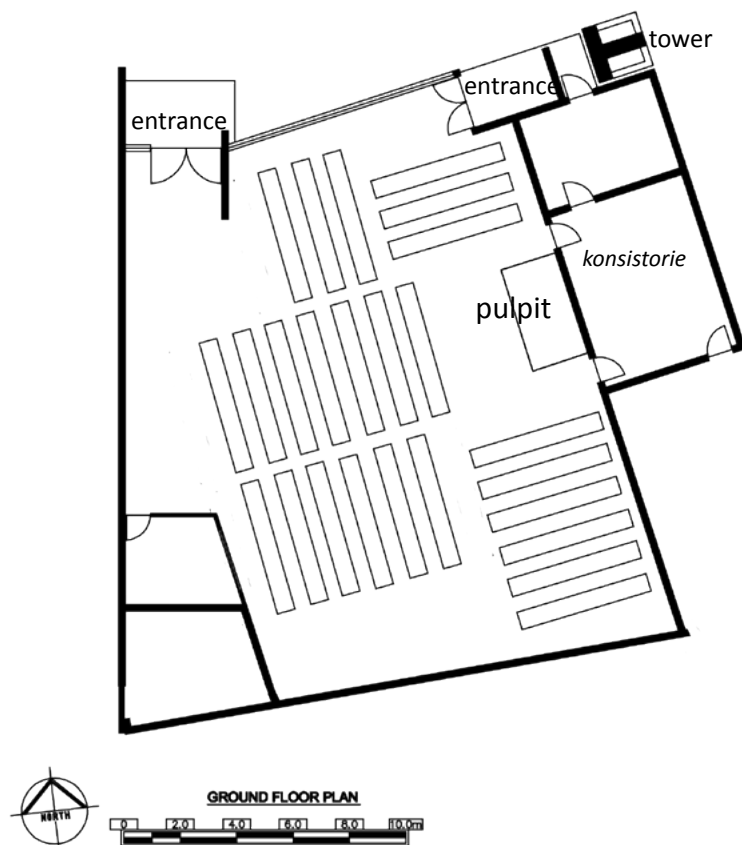 tower
entrance
entrance
konsistorie
pulpit
NORTH
GROUND FLOOR PLAN
0 2.0 4.0 6.0 8.0 10.0m